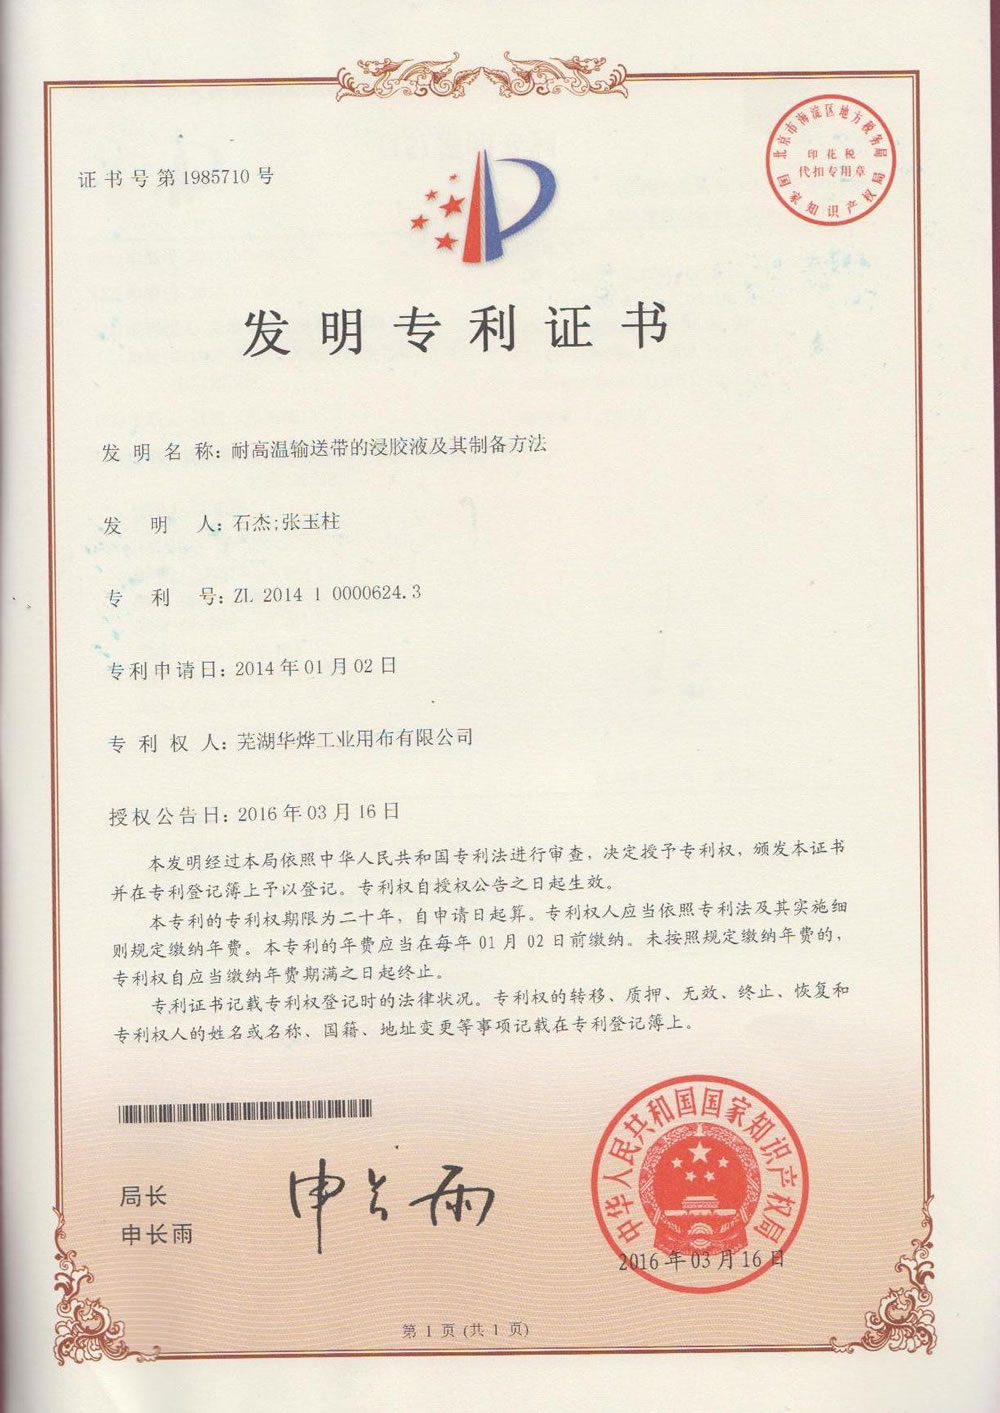 证书号第1985710号
北京市海淀区地方税务局
印花税
代扣专用章
国家知识产权局
发明专利证书
发明名称：耐高温输送带的浸胶液及其制备方法
发明人：石杰;张玉柱
专利号：ZL 2014 1 0000624.3
专利申请日：2014年01月02日
专利权人：芜湖华烨工业用布有限公司
授权公告日：2016年03月16日
本发明经过本局依照中华人民共和国专利法进行审查，决定授予专利权，颁发本证书
并在专利登记簿上予以登记。专利权自授权公告之日起生效。
本专利的专利权期限为二十年，自申请日起算。专利权人应当依照专利法及其实施细
则规定缴纳年费。本专利的年费应当在每年01月02日前缴纳。未按照规定缴纳年费的，
专利权自应当缴纳年费期满之日起终止。
专利证书记载专利权登记时的法律状况。专利权的转移、质押、无效、终止、恢复和
专利权人的姓名或名称、国籍、地址变更等事项记载在专利登记簿上。
局长
申长雨
申长雨
中华人民共和国国家知识产权局
2016年03月16日
第1页(共1页)